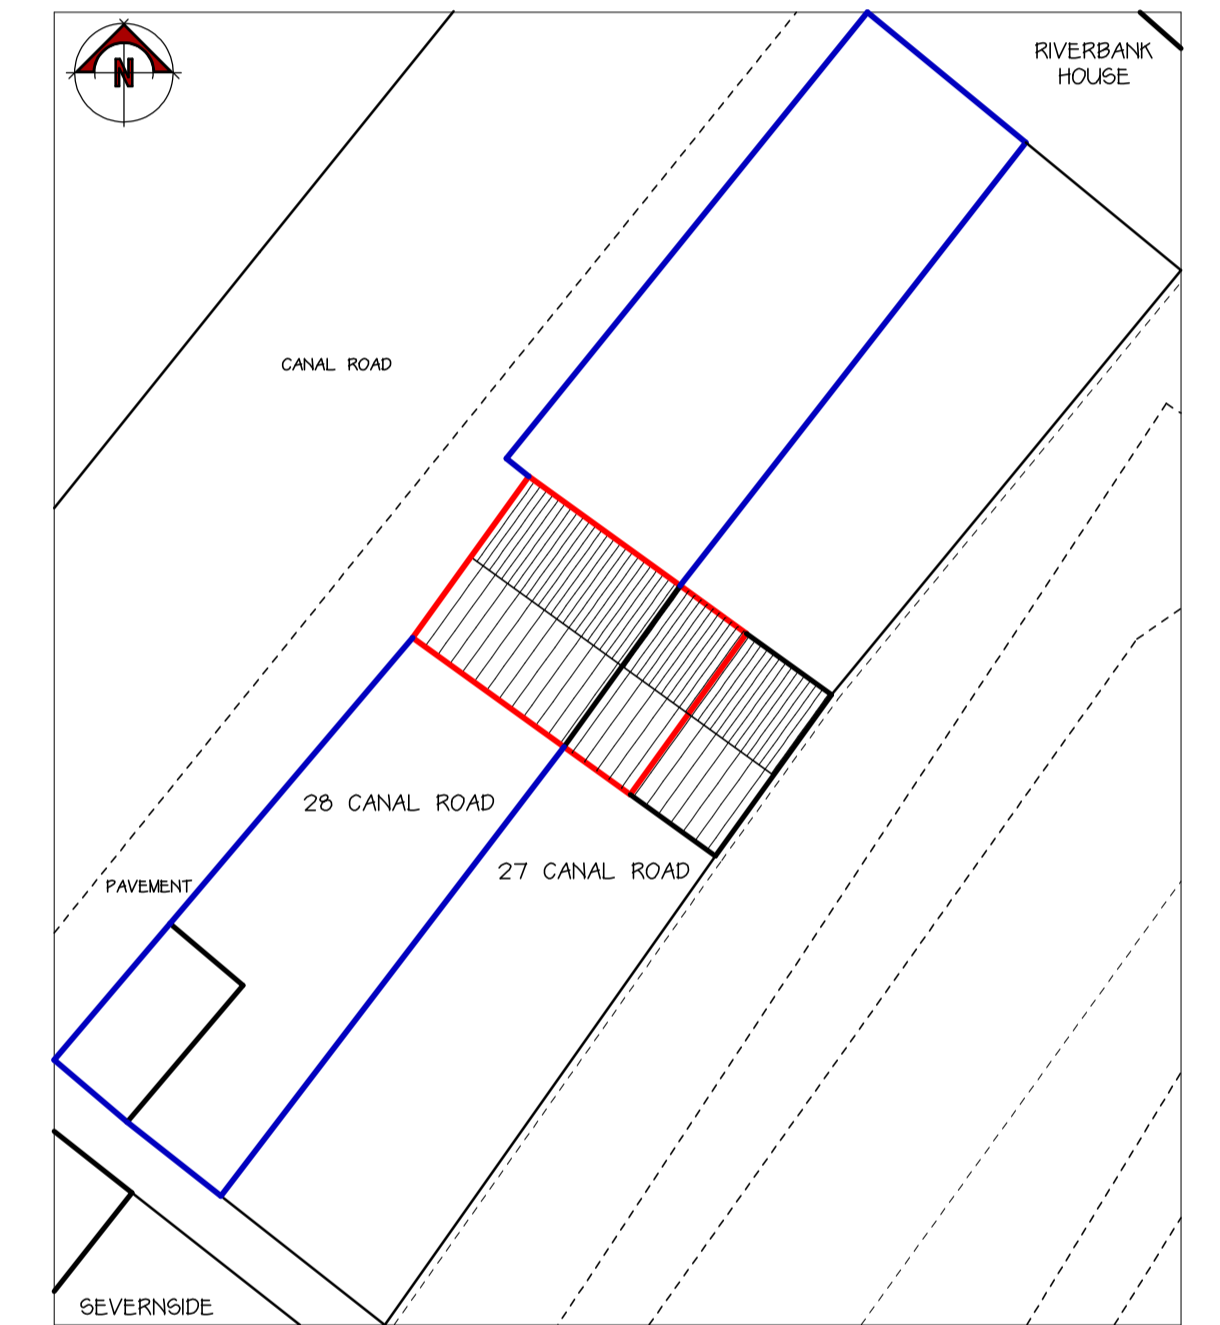 N
RIVERBANK
HOUSE
CANAL ROAD
28 CANAL ROAD
27 CANAL ROAD
PAVEMENT
SEVERNSIDE